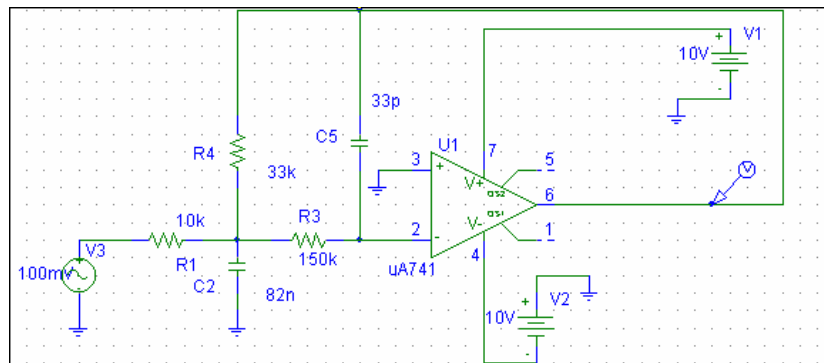 V1
+
10V
-
33p
C5
U1
R4
33k
7
3
+
5
V+
OS2
6
V
10k
R3
OS1
V-
2
-
1
V3
+
R1
150k
4
uA741
100mV
C2
-
82n
V2
+
10V
-